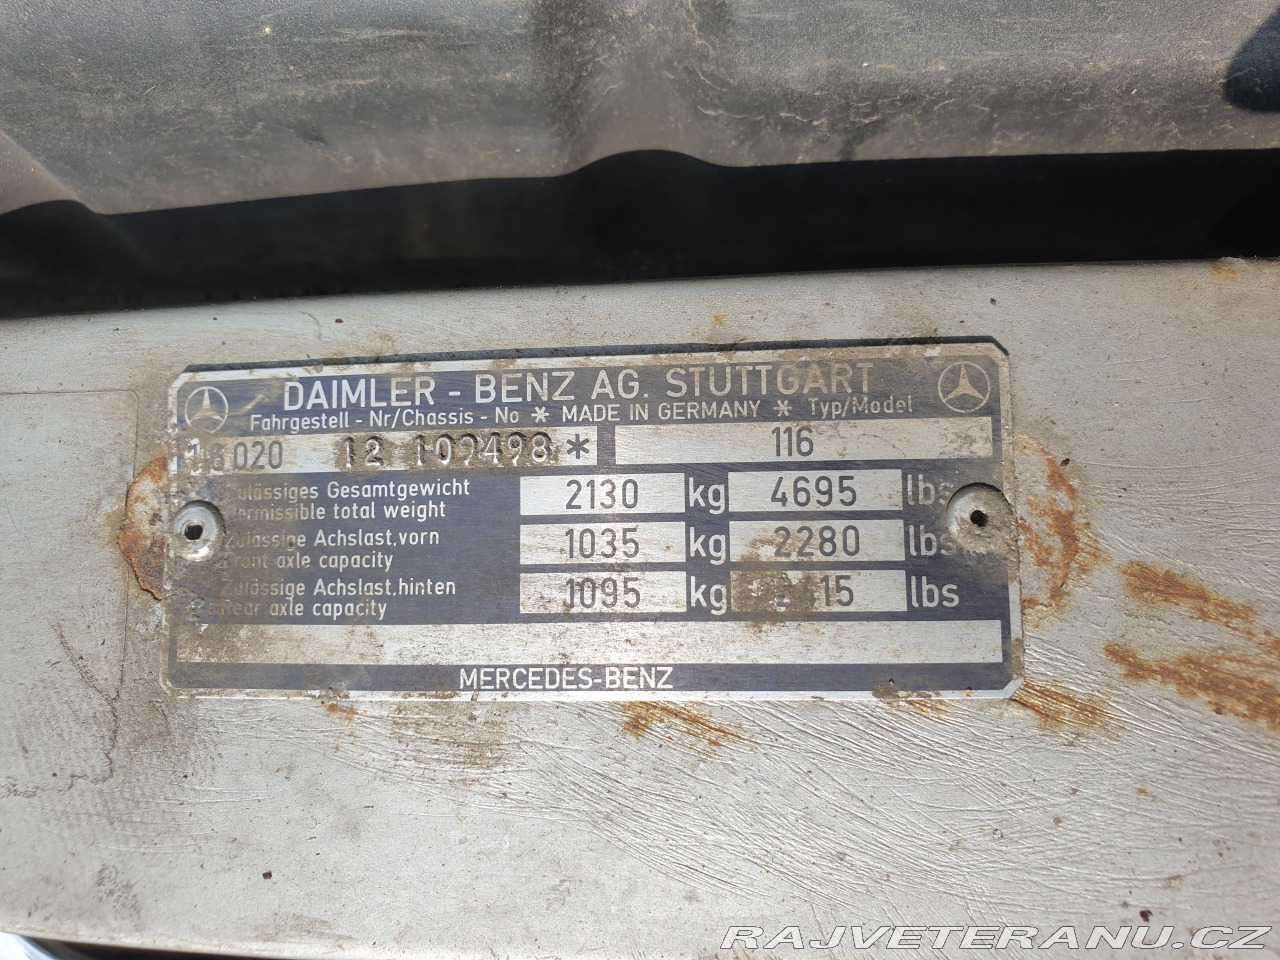 DAIMLER - BENZ AG. STUTTGART
Fahrgestell - Nr/Chassis - No * MADE IN GERMANY * Typ/Model
020 12 109498* 116
Zulässiges Gesamtgewicht 2130 kg 4695 lbs
Permissible total weight
Zulässige Achslast,vorn 1035 kg 2280 lbs
Front axle capacity
Zulässige Achslast,hinten 1095 kg lbs
Rear axle capacity
MERCEDES-BENZ
RAJVETERANU.CZ